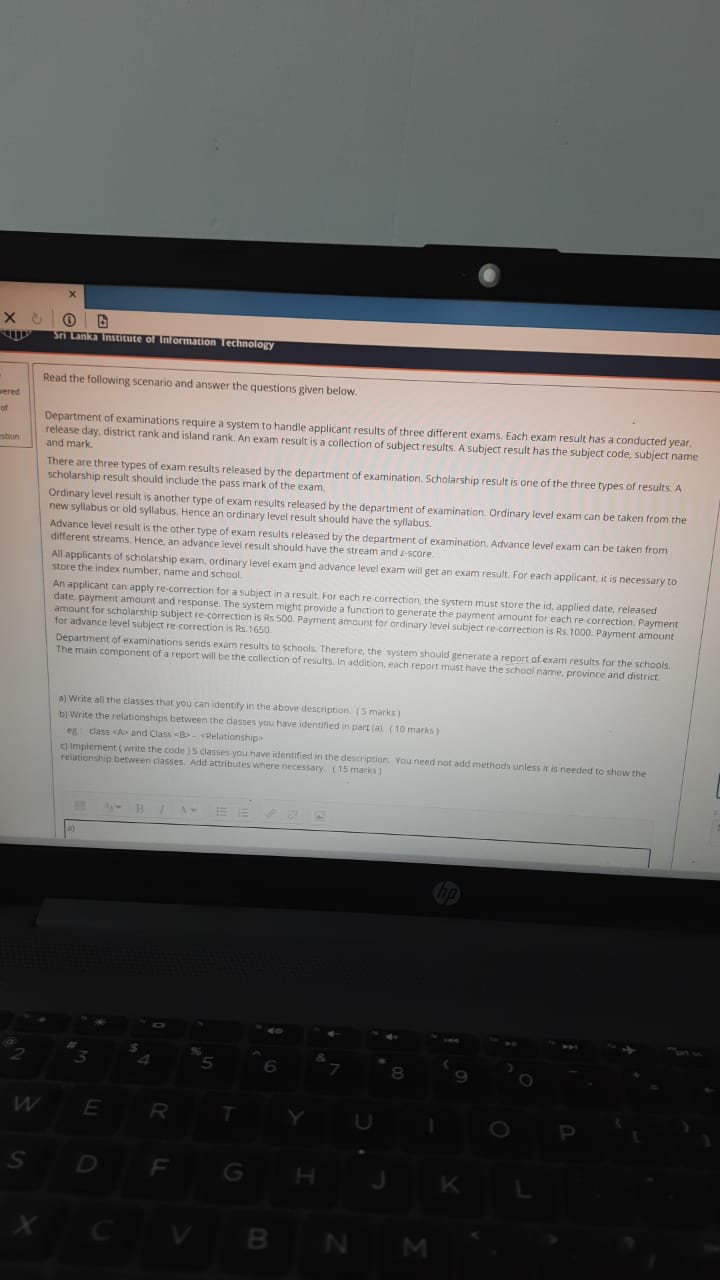 Sri Lanka Institute of Information Technology
Read the following scenario and answer the questions given below.
wered
of
estion
Department of examinations require a system to handle applicant results of three different exams. Each exam result has a conducted year,
release day, district rank and island rank. An exam result is a collection of subject results. A subject result has the subject code, subject name
and mark.
There are three types of exam results released by the department of examination. Scholarship result is one of the three types of results. A
scholarship result should include the pass mark of the exam.
Ordinary level result is another type of exam results released by the department of examination. Ordinary level exam can be taken from the
new syllabus or old syllabus. Hence an ordinary level result should have the syllabus.
Advance level result is the other type of exam results released by the department of examination. Advance level exam can be taken from
different streams. Hence, an advance level result should have the stream and z-score.
All applicants of scholarship exam, ordinary level exam and advance level exam will get an exam result. For each applicant, it is necessary to
store the index number, name and school.
An applicant can apply re-correction for a subject in a result. For each re-correction, the system must store the id, applied date, released
date, payment amount and response. The system might provide a function to generate the payment amount for each re-correction. Payment
amount for scholarship subject re-correction is Rs.500. Payment amount for ordinary level subject re-correction is Rs.1000. Payment amount
for advance level subject re-correction is Rs.1650.
Department of examinations sends exam results to schools. Therefore, the system should generate a report of exam results for the schools.
The main component of a report will be the collection of results. In addition, each report must have the school name, province and district.
a) Write all the classes that you can identify in the above description. ( 5 marks )
b) Write the relationships between the classes you have identified in part (a). ( 10 marks )
eg : class <A> and Class <B> - <Relationship>
c) Implement ( write the code ) 5 classes you have identified in the description. You need not add methods unless it is needed to show the
relationship between classes. Add attributes where necessary. ( 15 marks )
B I A
a)
hp
@ 2 # 3 $ 4 % 5 ^ 6 & 7 * 8 ( 9 ) 0
W E R T Y U I O P
S D F G H J K L
X C V B N M